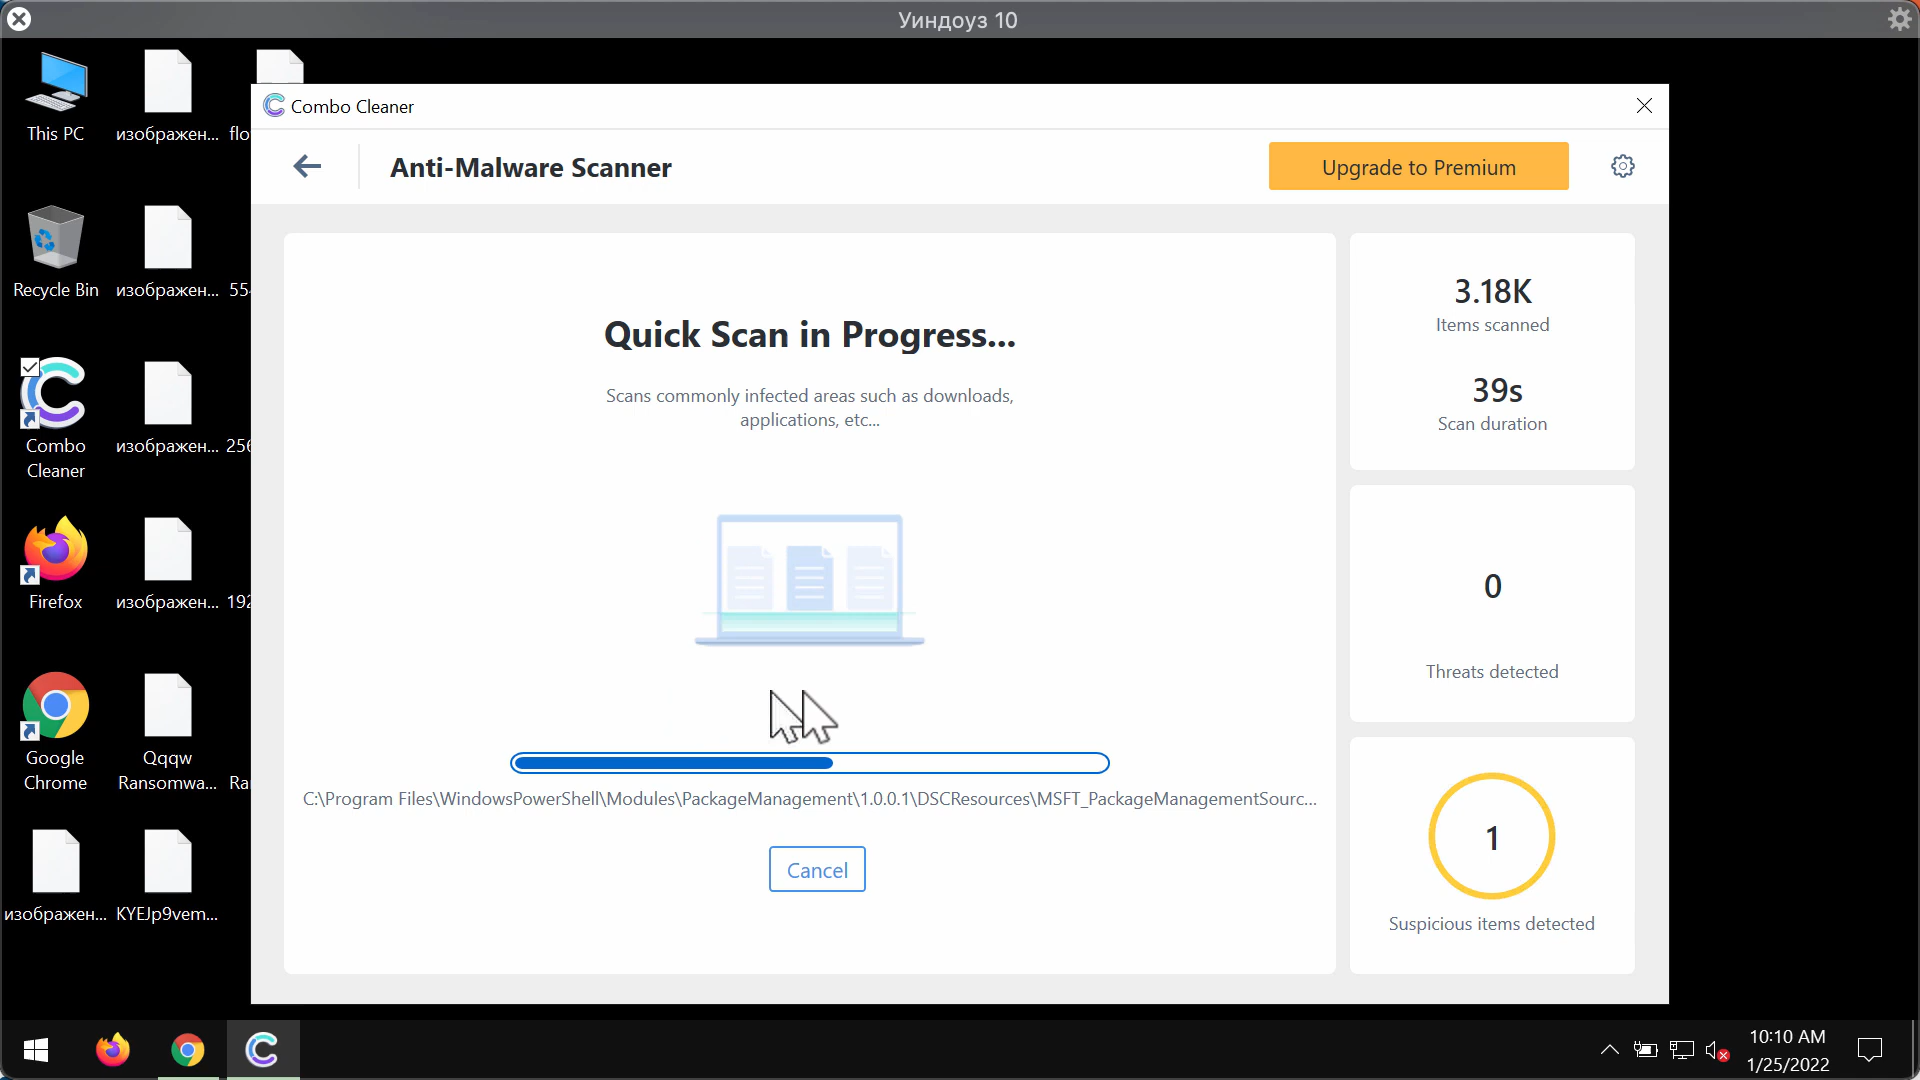 Уиндоуз 10
This PC
изображен...
flo
Recycle Bin
изображен...
554
Combo
Cleaner
изображен...
256
Firefox
изображен...
192
Google
Chrome
Qqqw
Ransomwa...
Ra
изображен...
KYEJp9vem...
Combo Cleaner
Anti-Malware Scanner
Upgrade to Premium
Quick Scan in Progress...
Scans commonly infected areas such as downloads,
applications, etc...
C:\Program Files\WindowsPowerShell\Modules\PackageManagement\1.0.0.1\DSCResources\MSFT_PackageManagementSourc...
Cancel
3.18K
Items scanned
39s
Scan duration
0
Threats detected
1
Suspicious items detected
10:10 AM
1/25/2022